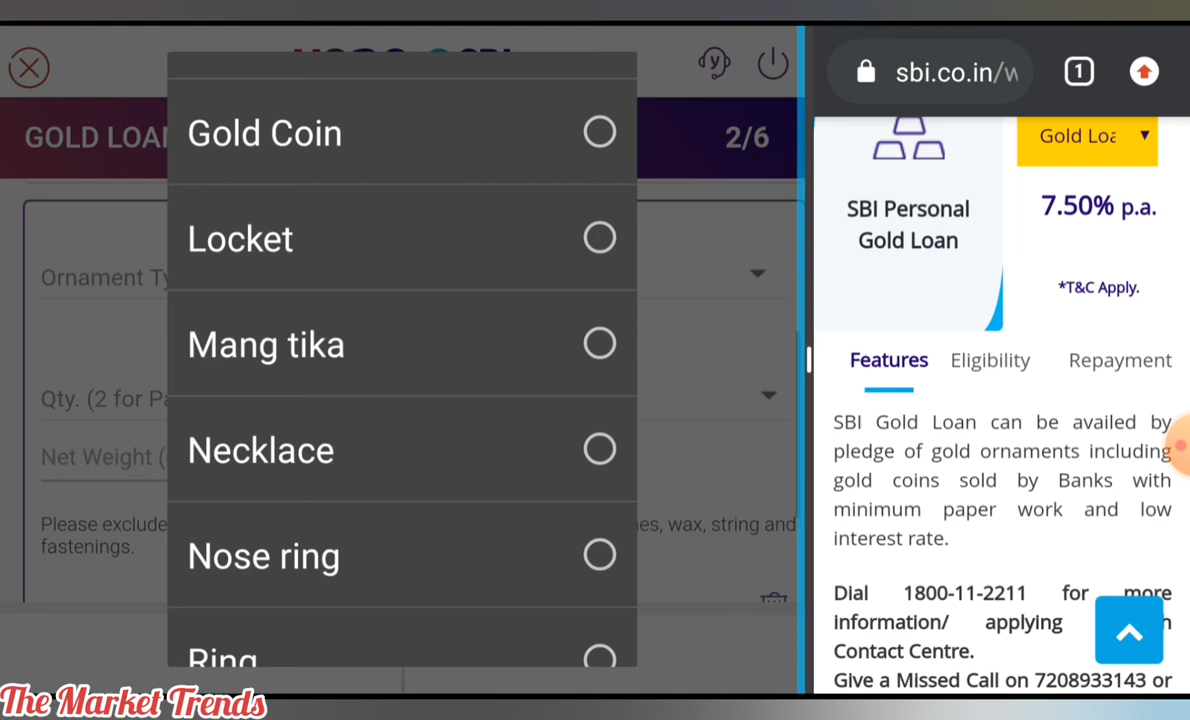 GOLD LOA
2/6
Ornament Ty
Qty. (2 for Pa
Net Weight (
Please exclude
es, wax, string and
fastenings.
Gold Coin
Locket
Mang tika
Necklace
Nose ring
Ring
sbi.co.in/w
1
SBI Personal
Gold Loan
Gold Loa
7.50% p.a.
*T&C Apply.
Features Eligibility Repayment
SBI Gold Loan can be availed by
pledge of gold ornaments including
gold coins sold by Banks with
minimum paper work and low
interest rate.
Dial 1800-11-2211 for more
information/ applying
Contact Centre.
Give a Missed Call on 7208933143 or
The Market Trends